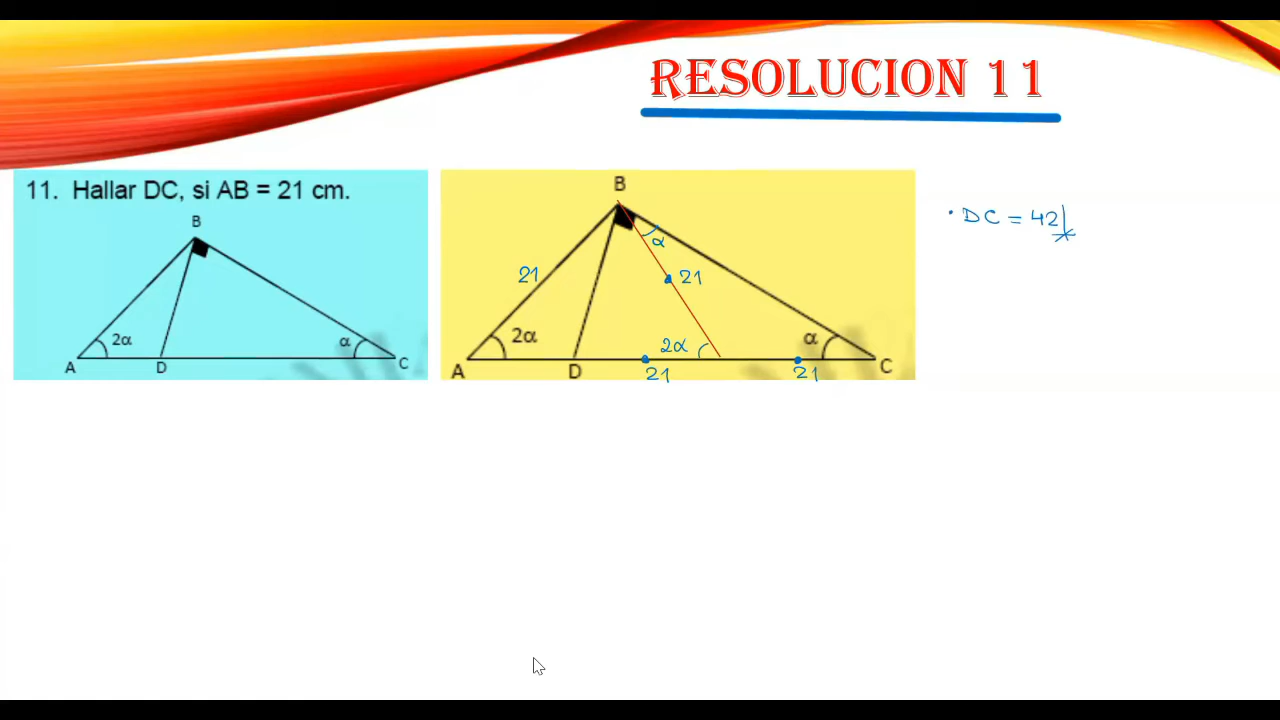 RESOLUCION 11
11. Hallar DC, si AB = 21 cm.
B
2α
α
A
D
C
B
α
21
21
2α
2α
α
A
D
21
21
C
• DC = 42